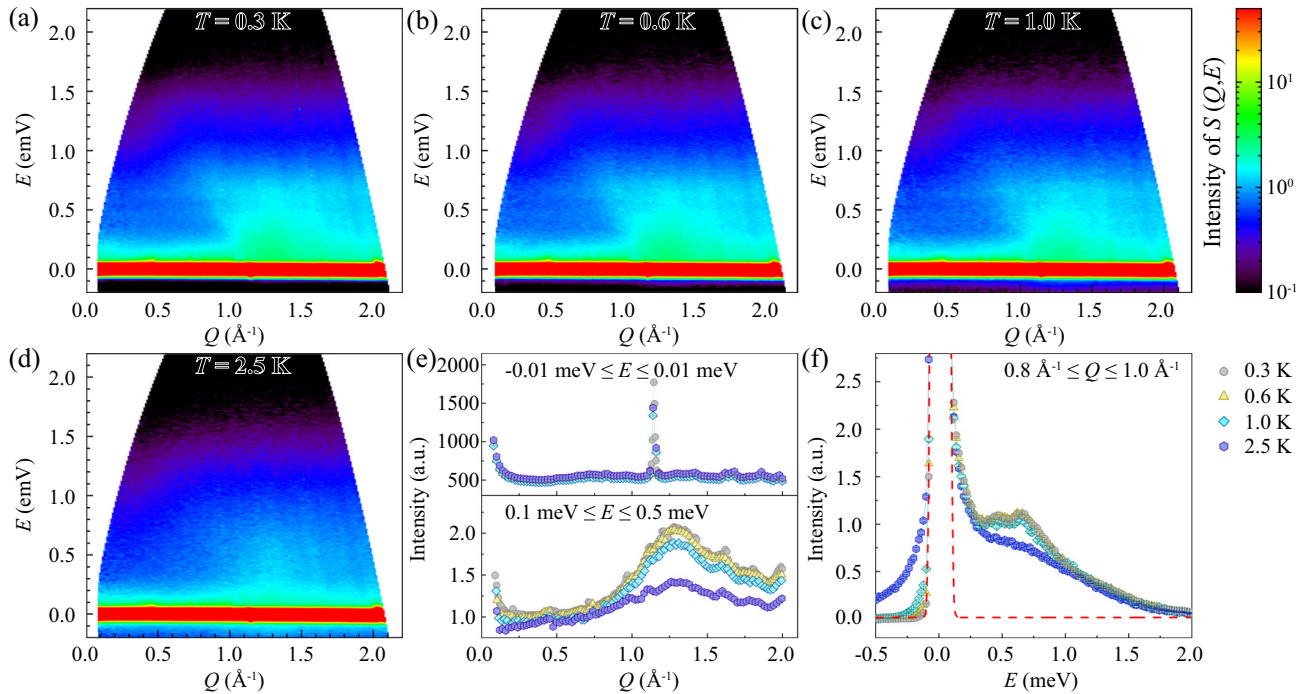 (a)
T = 0.3 K
2.0
1.5
1.0
0.5
0.0
E (emV)
0.0 0.5 1.0 1.5 2.0
Q (Å⁻¹)
(b)
T = 0.6 K
2.0
1.5
1.0
0.5
0.0
E (emV)
0.0 0.5 1.0 1.5 2.0
Q (Å⁻¹)
(c)
T = 1.0 K
2.0
1.5
1.0
0.5
0.0
E (emV)
0.0 0.5 1.0 1.5 2.0
Q (Å⁻¹)
Intensity of S (Q,E)
10¹
10⁰
10⁻¹
(d)
T = 2.5 K
2.0
1.5
1.0
0.5
0.0
E (emV)
0.0 0.5 1.0 1.5 2.0
Q (Å⁻¹)
(e)
-0.01 meV ≤ E ≤ 0.01 meV
2000
1500
1000
500
0.1 meV ≤ E ≤ 0.5 meV
2.0
1.5
1.0
Intensity (a.u.)
0.0 0.5 1.0 1.5 2.0
Q (Å⁻¹)
(f)
0.8 Å⁻¹ ≤ Q ≤ 1.0 Å⁻¹
2.5
2.0
1.5
1.0
0.5
0.0
Intensity (a.u.)
-0.5 0.0 0.5 1.0 1.5 2.0
E (meV)
0.3 K
0.6 K
1.0 K
2.5 K